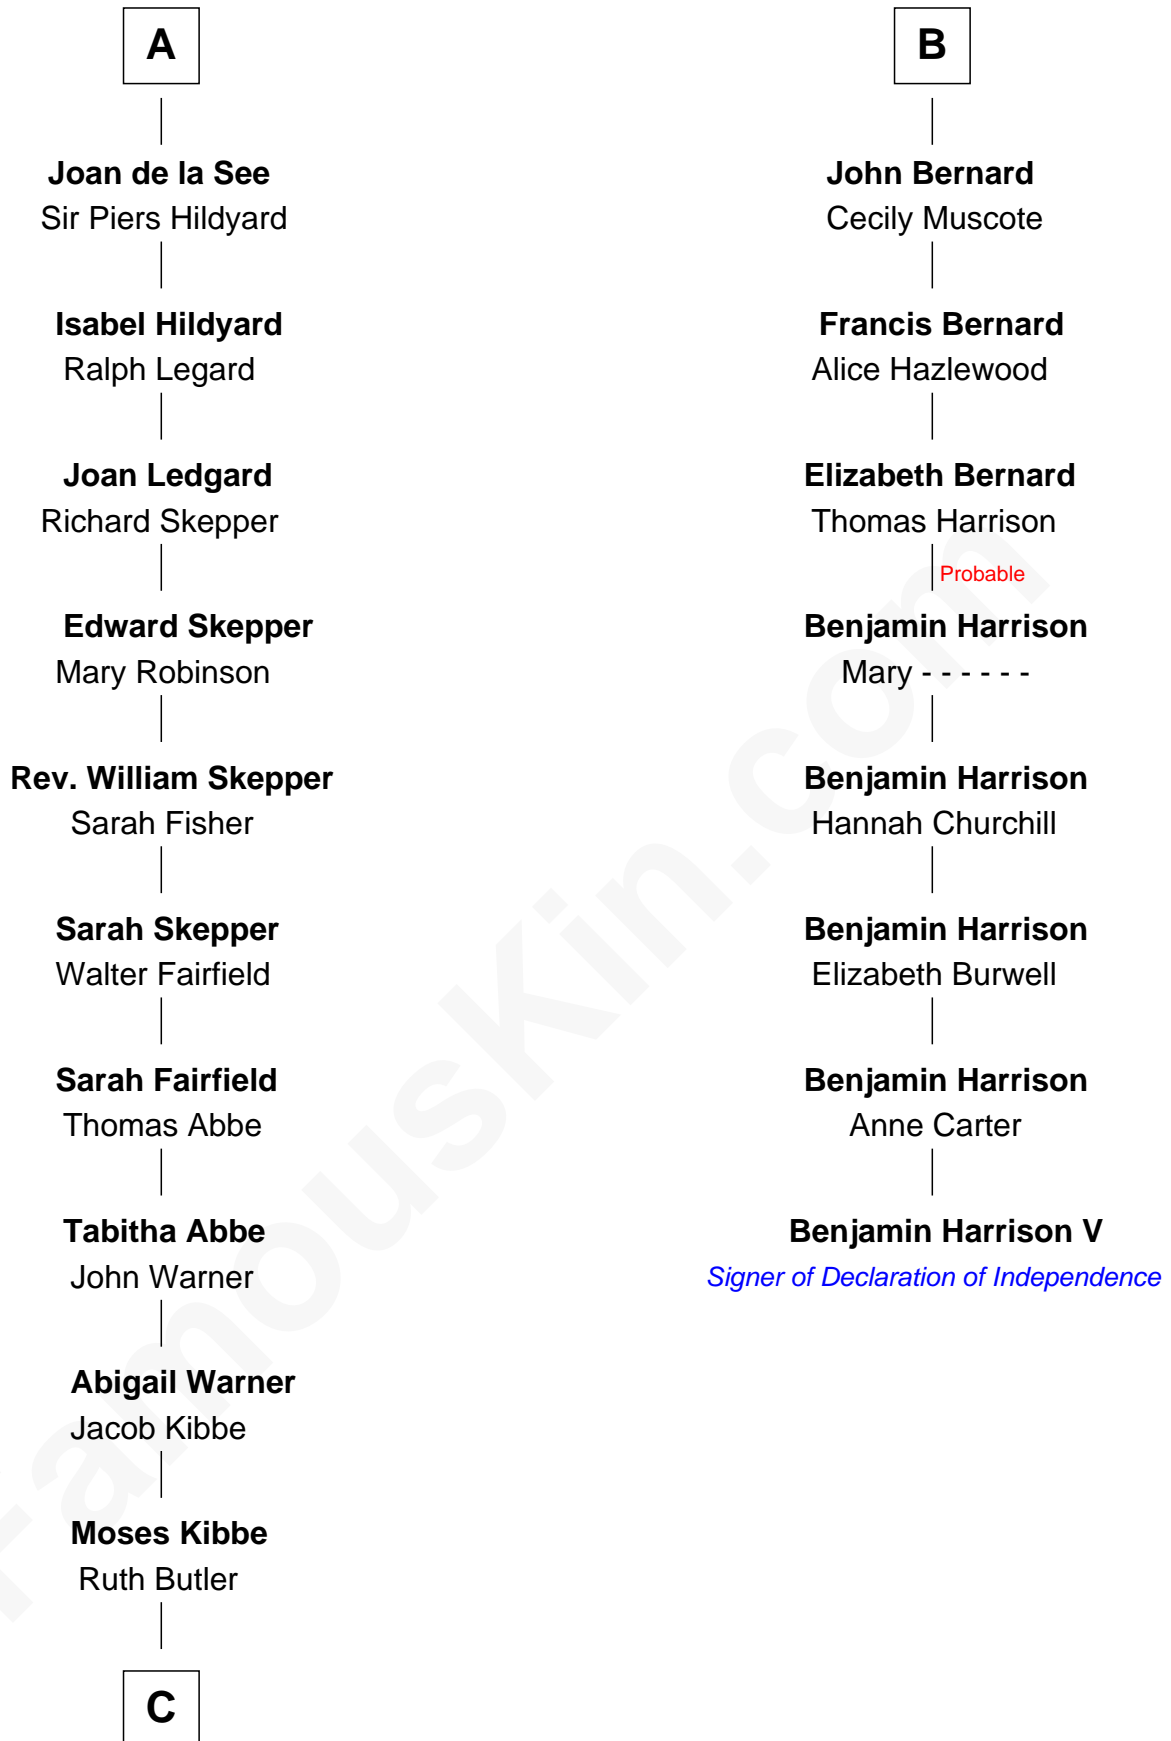 A
Joan de la See
Sir Piers Hildyard
Isabel Hildyard
Ralph Legard
Joan Ledgard
Richard Skepper
Edward Skepper
Mary Robinson
Rev. William Skepper
Sarah Fisher
Sarah Skepper
Walter Fairfield
Sarah Fairfield
Thomas Abbe
Tabitha Abbe
John Warner
Abigail Warner
Jacob Kibbe
Moses Kibbe
Ruth Butler
C
B
John Bernard
Cecily Muscote
Francis Bernard
Alice Hazlewood
Elizabeth Bernard
Thomas Harrison
Probable
Benjamin Harrison
Mary - - - - - -
Benjamin Harrison
Hannah Churchill
Benjamin Harrison
Elizabeth Burwell
Benjamin Harrison
Anne Carter
Benjamin Harrison V
Signer of Declaration of Independence
FamousKin.com